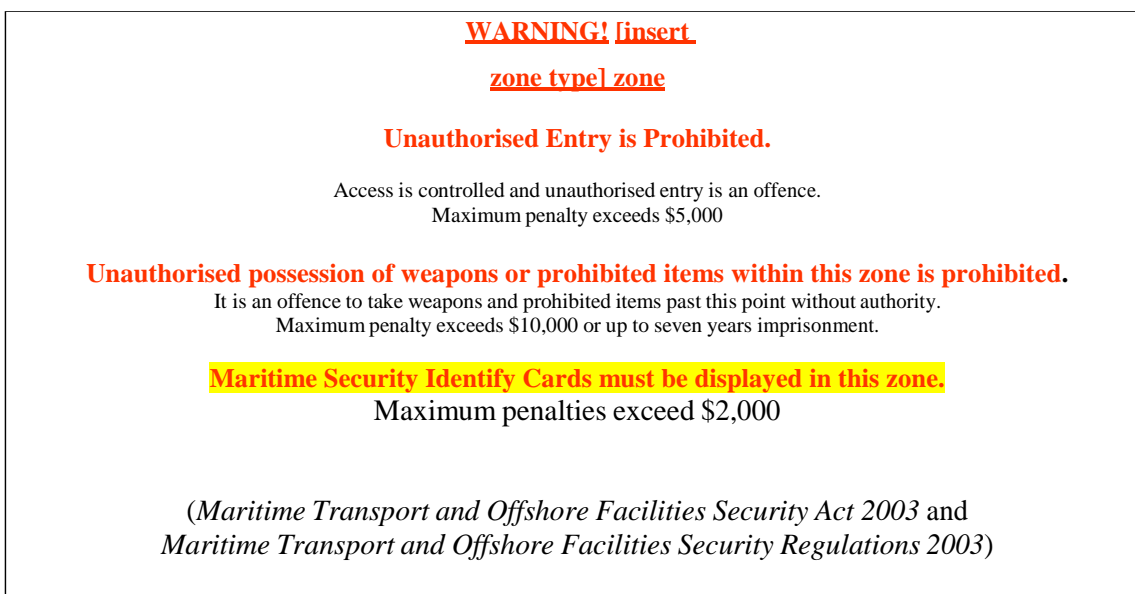 WARNING! [insert
zone type] zone
Unauthorised Entry is Prohibited.
Access is controlled and unauthorised entry is an offence.
Maximum penalty exceeds $5,000
Unauthorised possession of weapons or prohibited items within this zone is prohibited.
It is an offence to take weapons and prohibited items past this point without authority.
Maximum penalty exceeds $10,000 or up to seven years imprisonment.
Maritime Security Identify Cards must be displayed in this zone.
Maximum penalties exceed $2,000
(Maritime Transport and Offshore Facilities Security Act 2003 and
Maritime Transport and Offshore Facilities Security Regulations 2003)